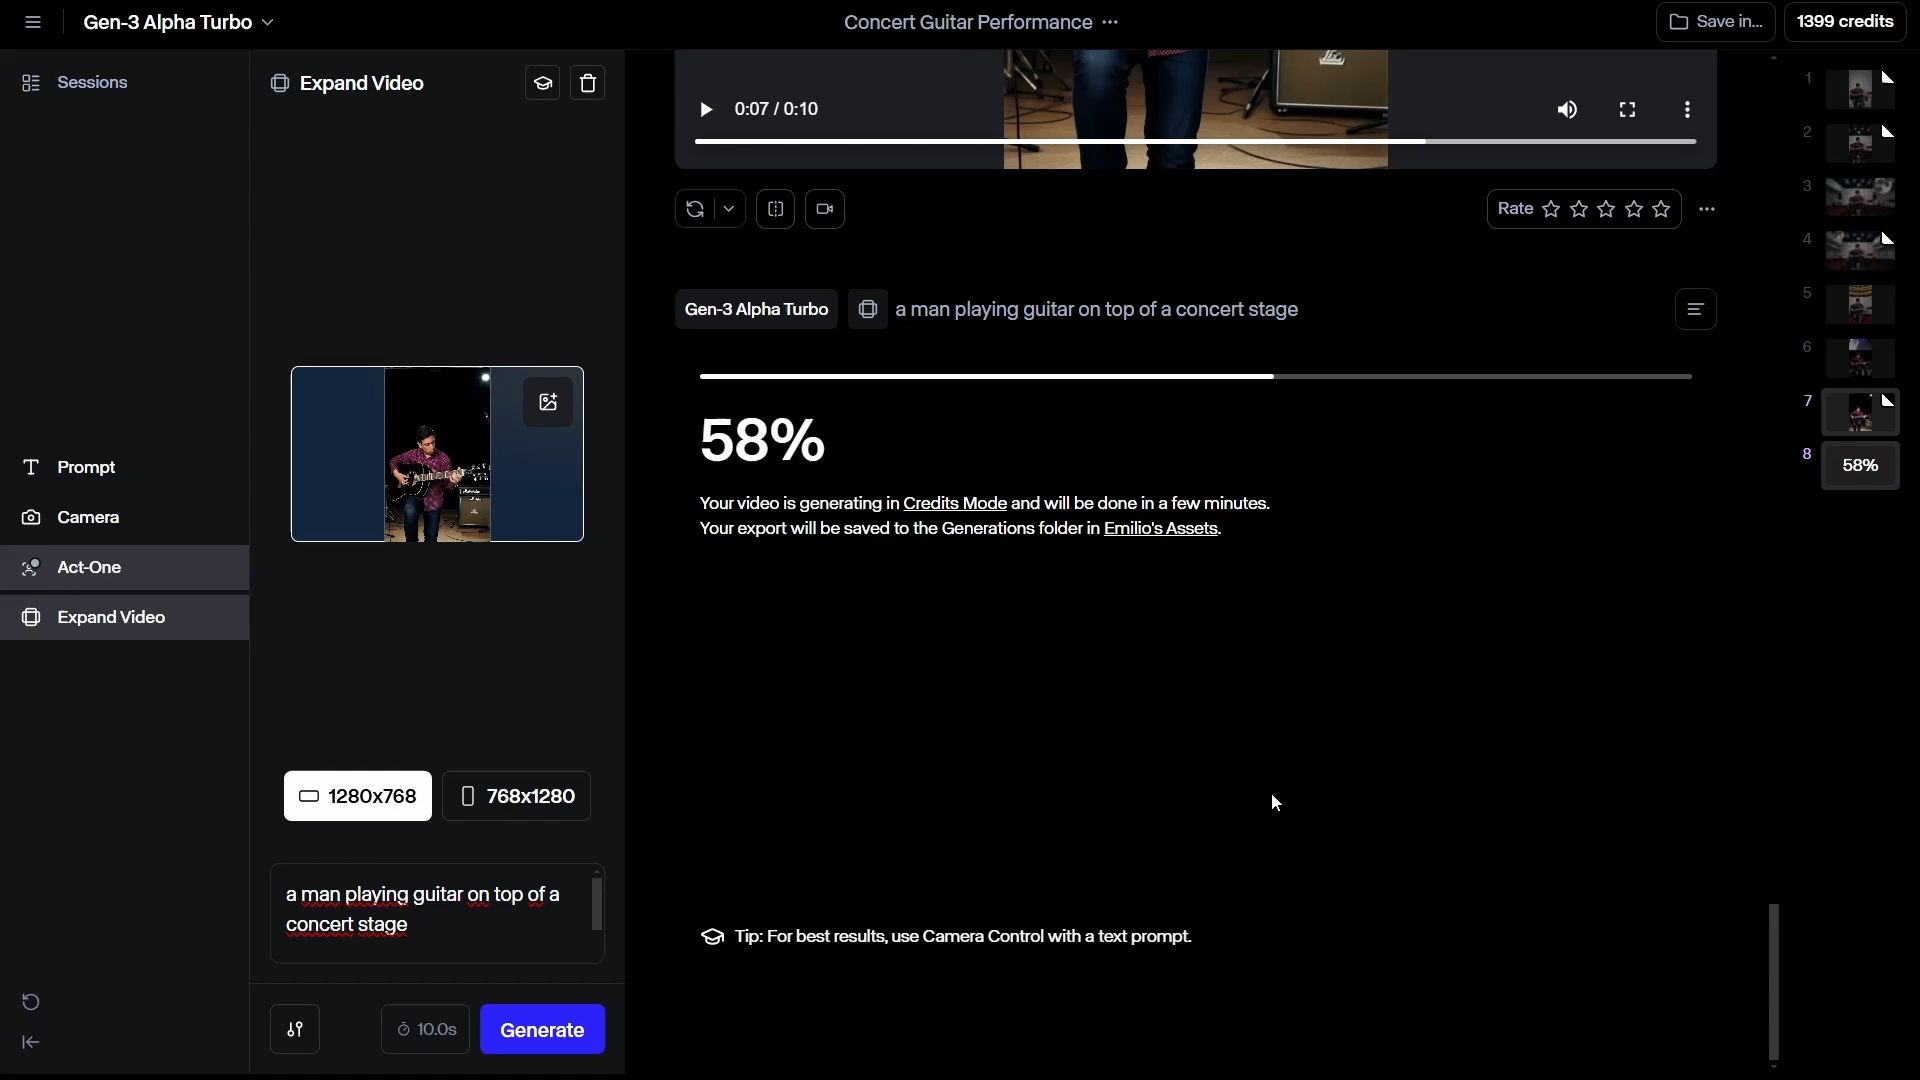 Gen-3 Alpha Turbo
Concert Guitar Performance
Save in...
1399 credits
Sessions
Expand Video
Prompt
Camera
Act-One
Expand Video
1280x768
768x1280
a man playing guitar on top of a
concert stage
10.0s
Generate
0:07 / 0:10
Rate
Gen-3 Alpha Turbo
a man playing guitar on top of a concert stage
58%
Your video is generating in Credits Mode and will be done in a few minutes.
Your export will be saved to the Generations folder in Emilio's Assets.
Tip: For best results, use Camera Control with a text prompt.
1
2
3
4
5
6
7
8
58%